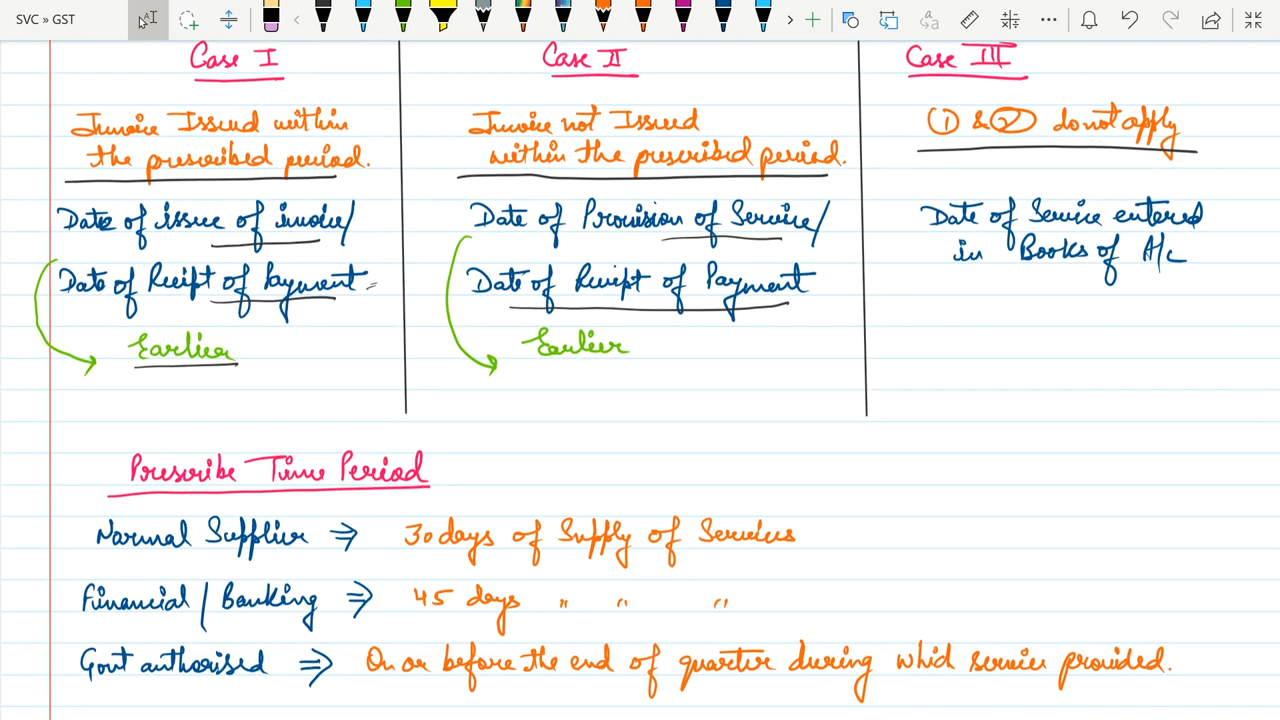 SVC » GST
Case I
Invoice Issued within
the prescribed period.
Date of issue of invoice/
Date of Receipt of Payment
Earlier
Case II
Invoice not Issued
within the prescribed period.
Date of Provision of Service/
Date of Receipt of Payment
Earlier
Case III
① & ② do not apply
Date of Service entered
in Books of A/c
Prescribe Time Period
Normal Supplier ⇒ 30 days of Supply of Services
Financial / Banking ⇒ 45 days " " "
Govt authorised ⇒ On or before the end of quarter during which service provided.